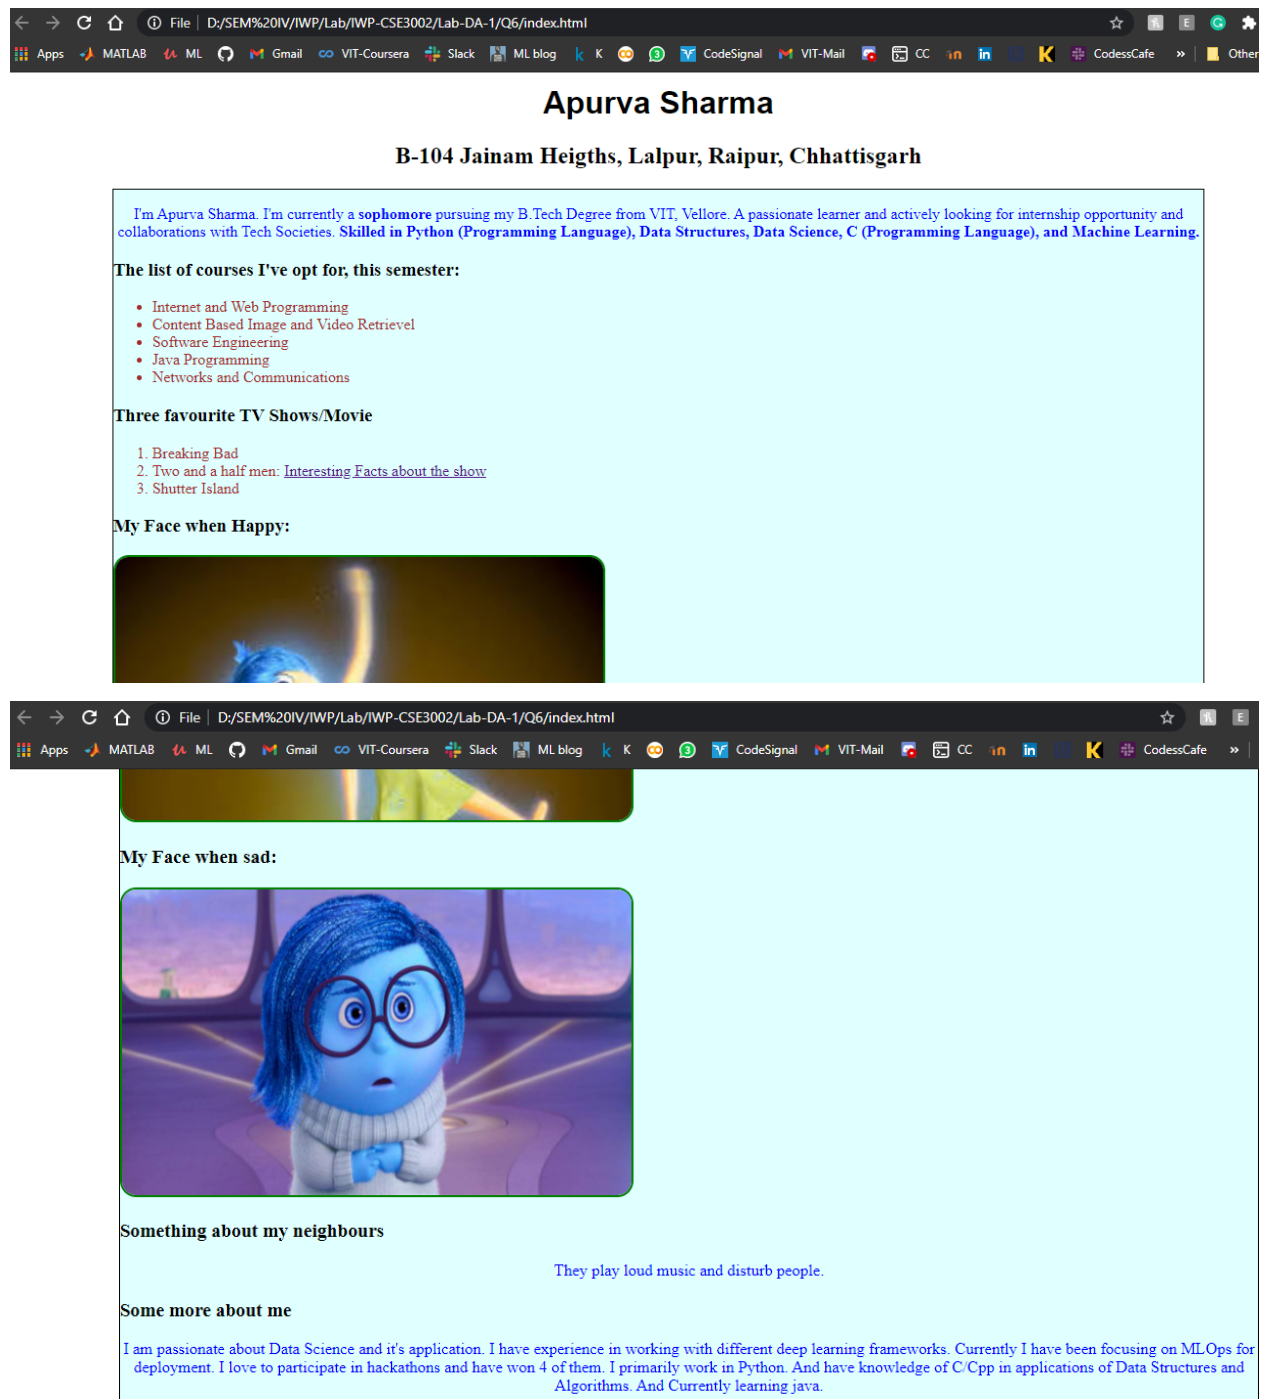 File D:/SEM%20IV/IWP/Lab/IWP-CSE3002/Lab-DA-1/Q6/index.html E
Apps MATLAB ML Gmail VIT-Coursera Slack ML blog k K 3 CodeSignal VIT-Mail CC in in K CodessCafe » Other
Apurva Sharma
B-104 Jainam Heigths, Lalpur, Raipur, Chhattisgarh
I'm Apurva Sharma. I'm currently a sophomore pursuing my B.Tech Degree from VIT, Vellore. A passionate learner and actively looking for internship opportunity and
collaborations with Tech Societies. Skilled in Python (Programming Language), Data Structures, Data Science, C (Programming Language), and Machine Learning.
The list of courses I've opt for, this semester:
• Internet and Web Programming
• Content Based Image and Video Retrievel
• Software Engineering
• Java Programming
• Networks and Communications
Three favourite TV Shows/Movie
1. Breaking Bad
2. Two and a half men: Interesting Facts about the show
3. Shutter Island
My Face when Happy:
File D:/SEM%20IV/IWP/Lab/IWP-CSE3002/Lab-DA-1/Q6/index.html E
Apps MATLAB ML Gmail VIT-Coursera Slack ML blog k K 3 CodeSignal VIT-Mail CC in in K CodessCafe »
My Face when sad:
Something about my neighbours
They play loud music and disturb people.
Some more about me
I am passionate about Data Science and it's application. I have experience in working with different deep learning frameworks. Currently I have been focusing on MLOps for
deployment. I love to participate in hackathons and have won 4 of them. I primarily work in Python. And have knowledge of C/Cpp in applications of Data Structures and
Algorithms. And Currently learning java.